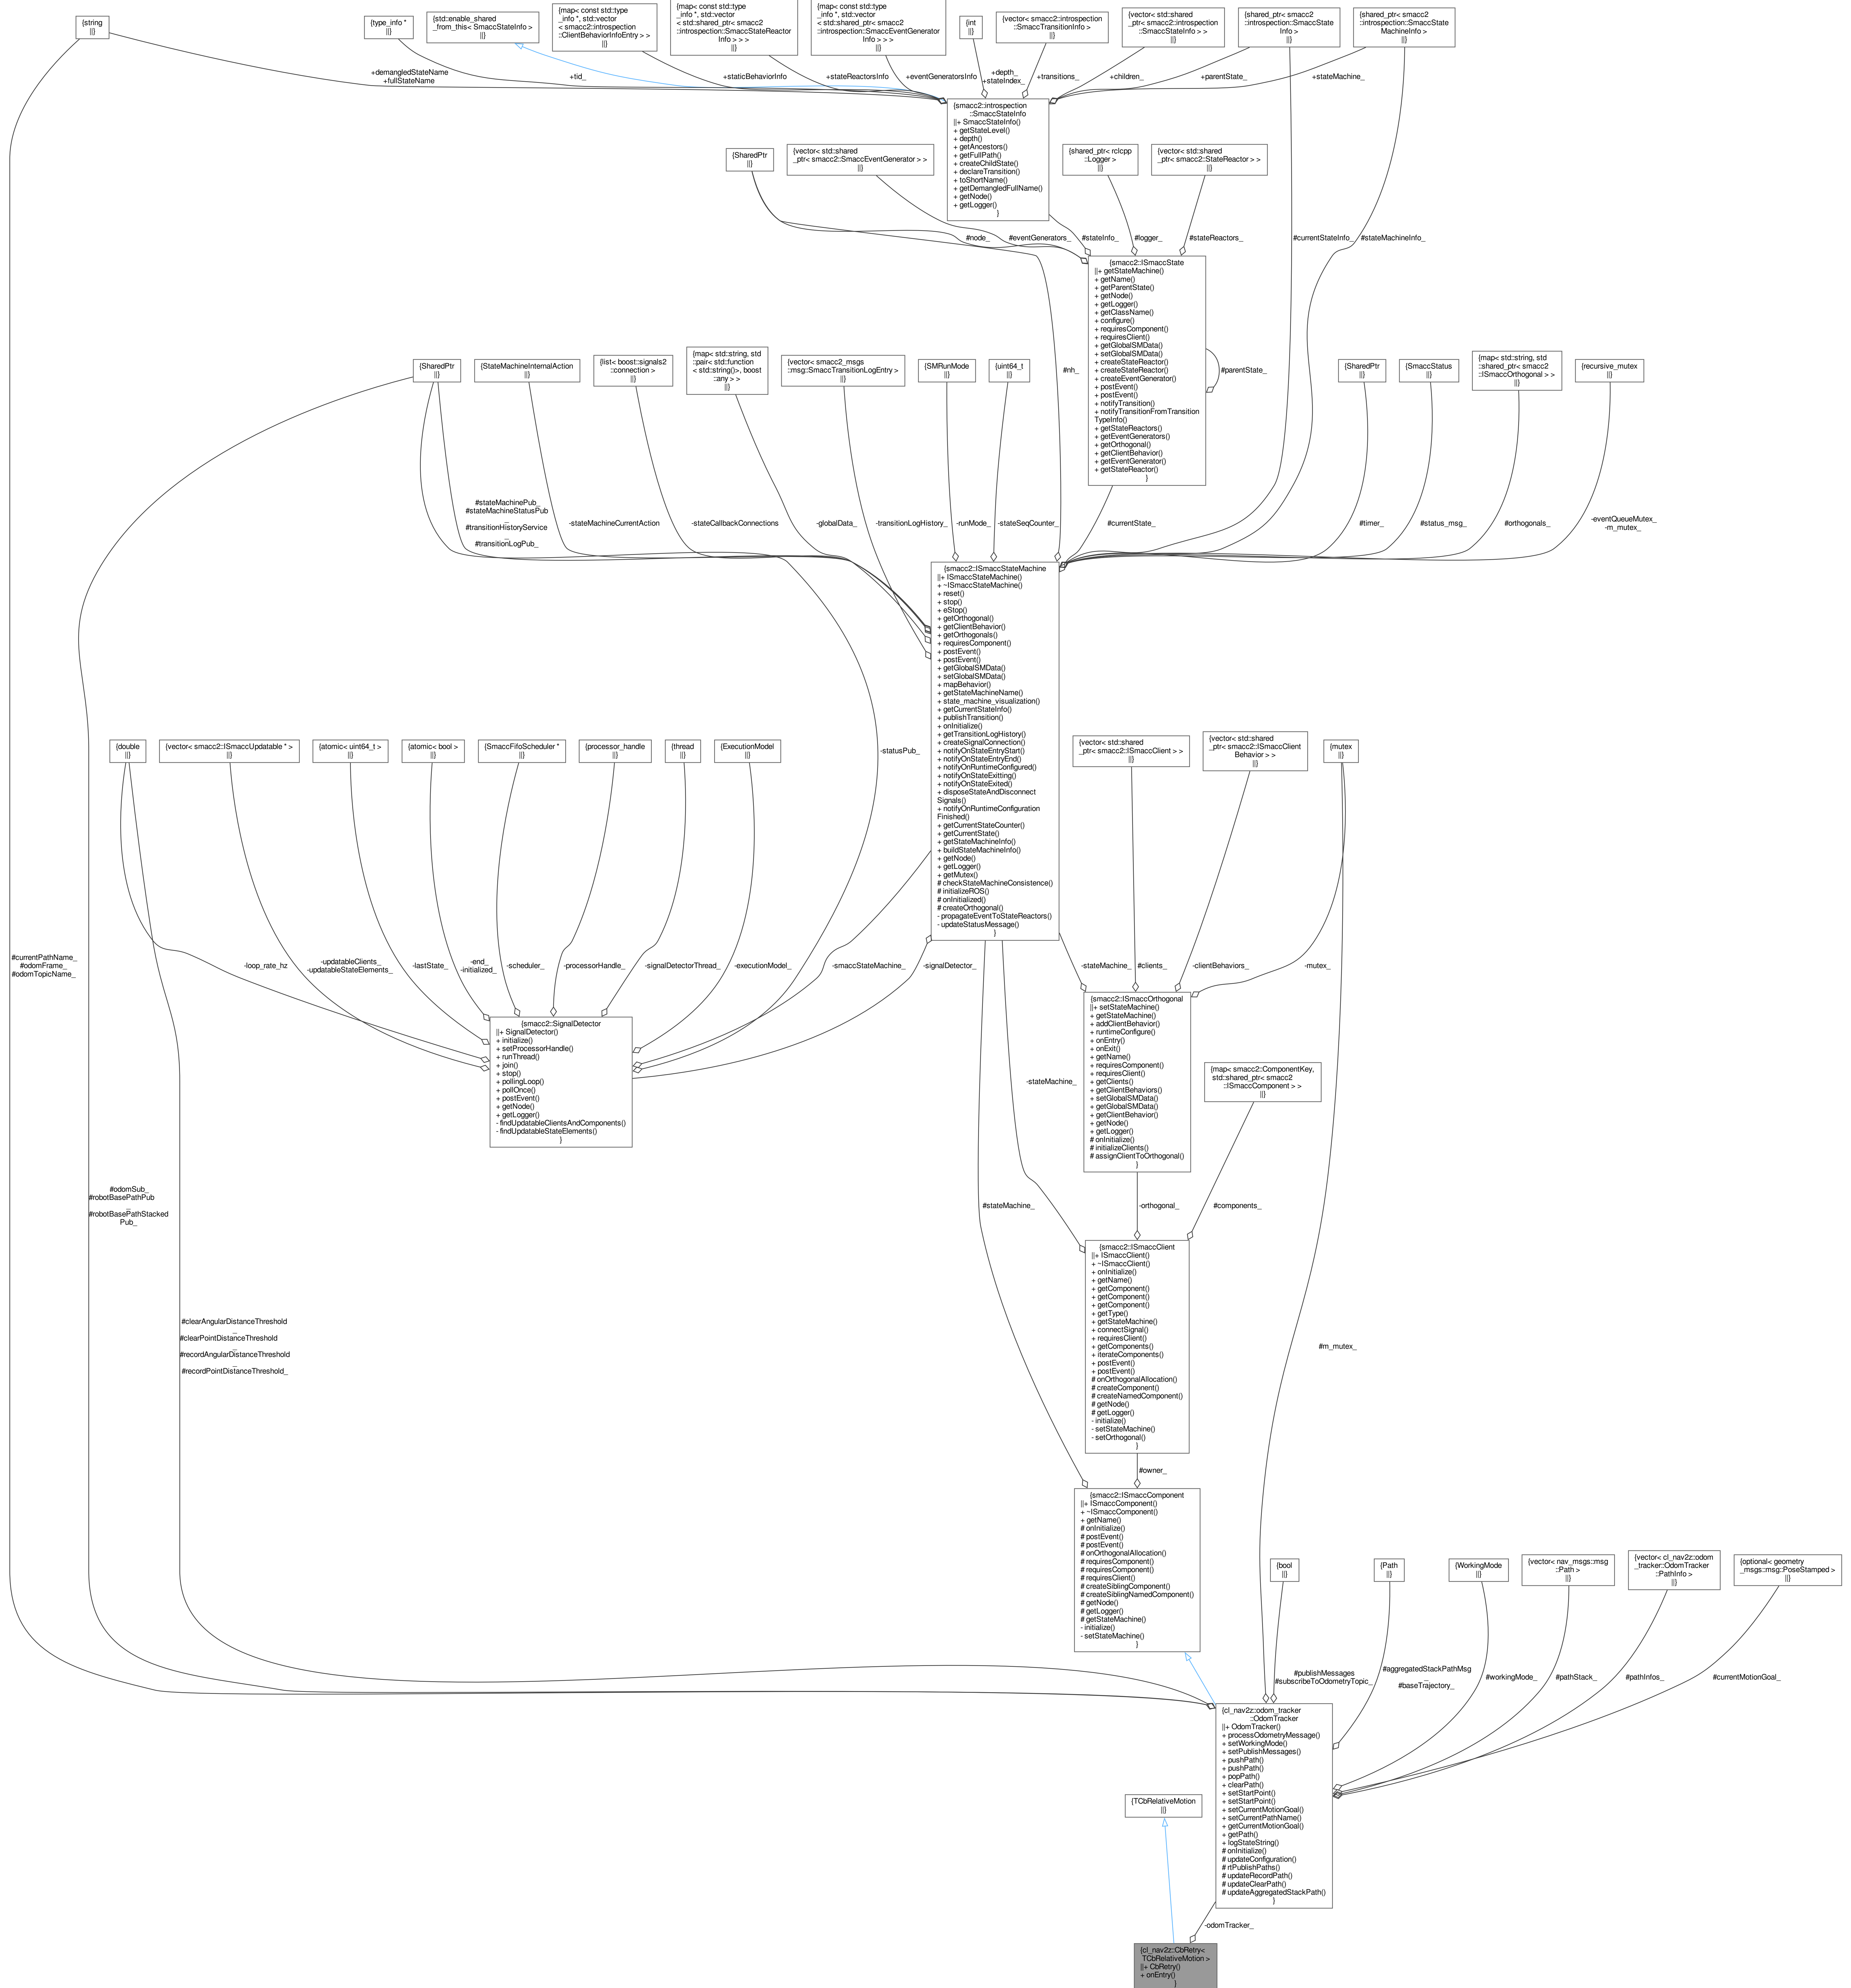 {string
||}
{type_info *
||}
{std::enable_shared
_from_this< SmaccStateInfo >
||}
{map< const std::type
_info *, std::vector
< smacc2::introspection
::ClientBehaviorInfoEntry > >
||}
{map< const std::type
_info *, std::vector
< std::shared_ptr< smacc2
::introspection::SmaccStateReactor
Info > > >
||}
{map< const std::type
_info *, std::vector
< std::shared_ptr< smacc2
::introspection::SmaccEventGenerator
Info > > >
||}
{int
||}
{vector< smacc2::introspection
::SmaccTransitionInfo >
||}
{vector< std::shared
_ptr< smacc2::introspection
::SmaccStateInfo > >
||}
{shared_ptr< smacc2
::introspection::SmaccState
Info >
||}
{shared_ptr< smacc2
::introspection::SmaccState
MachineInfo >
||}
+demangledStateName
+fullStateName
+tid_
+staticBehaviorInfo
+stateReactorsInfo
+eventGeneratorsInfo
+depth_
+stateIndex_
+transitions_
+children_
+parentState_
+stateMachine_
{smacc2::introspection
::SmaccStateInfo
||+ SmaccStateInfo()
+ getStateLevel()
+ depth()
+ getAncestors()
+ getFullPath()
+ createChildState()
+ declareTransition()
+ toShortName()
+ getDemangledFullName()
+ getNode()
+ getLogger()
}
{SharedPtr
||}
{vector< std::shared
_ptr< smacc2::SmaccEventGenerator > >
||}
{shared_ptr< rclcpp
::Logger >
||}
{vector< std::shared
_ptr< smacc2::StateReactor > >
||}
#node_
#eventGenerators_
#stateInfo_
#logger_
#stateReactors_
#currentStateInfo_
#stateMachineInfo_
{smacc2::ISmaccState
||+ getStateMachine()
+ getName()
+ getParentState()
+ getNode()
+ getLogger()
+ getClassName()
+ configure()
+ requiresComponent()
+ requiresClient()
+ getGlobalSMData()
+ setGlobalSMData()
+ createStateReactor()
+ createStateReactor()
+ createEventGenerator()
+ postEvent()
+ postEvent()
+ notifyTransition()
+ notifyTransitionFromTransition
TypeInfo()
+ getStateReactors()
+ getEventGenerators()
+ getOrthogonal()
+ getClientBehavior()
+ getEventGenerator()
+ getStateReactor()
}
#parentState_
{SharedPtr
||}
{StateMachineInternalAction
||}
{list< boost::signals2
::connection >
||}
{map< std::string, std
::pair< std::function
< std::string()>, boost
::any > >
||}
{vector< smacc2_msgs
::msg::SmaccTransitionLogEntry >
||}
{SMRunMode
||}
{uint64_t
||}
#nh_
{SharedPtr
||}
{SmaccStatus
||}
{map< std::string, std
::shared_ptr< smacc2
::ISmaccOrthogonal > >
||}
{recursive_mutex
||}
#stateMachinePub_
#stateMachineStatusPub
_
#transitionHistoryService
_
#transitionLogPub_
-stateMachineCurrentAction
-stateCallbackConnections
-globalData_
-transitionLogHistory_
-runMode_
-stateSeqCounter_
#currentState_
#timer_
#status_msg_
#orthogonals_
-eventQueueMutex_
-m_mutex_
{smacc2::ISmaccStateMachine
||+ ISmaccStateMachine()
+ ~ISmaccStateMachine()
+ reset()
+ stop()
+ eStop()
+ getOrthogonal()
+ getClientBehavior()
+ getOrthogonals()
+ requiresComponent()
+ postEvent()
+ postEvent()
+ getGlobalSMData()
+ setGlobalSMData()
+ mapBehavior()
+ getStateMachineName()
+ state_machine_visualization()
+ getCurrentStateInfo()
+ publishTransition()
+ onInitialize()
+ getTransitionLogHistory()
+ createSignalConnection()
+ notifyOnStateEntryStart()
+ notifyOnStateEntryEnd()
+ notifyOnRuntimeConfigured()
+ notifyOnStateExitting()
+ notifyOnStateExited()
+ disposeStateAndDisconnect
Signals()
+ notifyOnRuntimeConfiguration
Finished()
+ getCurrentStateCounter()
+ getCurrentState()
+ getStateMachineInfo()
+ buildStateMachineInfo()
+ getNode()
+ getLogger()
+ getMutex()
# checkStateMachineConsistence()
# initializeROS()
# onInitialized()
# createOrthogonal()
- propagateEventToStateReactors()
- updateStatusMessage()
}
{double
||}
{vector< smacc2::ISmaccUpdatable * >
||}
{atomic< uint64_t >
||}
{atomic< bool >
||}
{SmaccFifoScheduler *
||}
{processor_handle
||}
{thread
||}
{ExecutionModel
||}
-statusPub_
{vector< std::shared
_ptr< smacc2::ISmaccClient > >
||}
{vector< std::shared
_ptr< smacc2::ISmaccClient
Behavior > >
||}
{mutex
||}
#currentPathName_
#odomFrame_
#odomTopicName_
-loop_rate_hz
-updatableClients_
-updatableStateElements_
-lastState_
-end_
-initialized_
-scheduler_
-processorHandle_
-signalDetectorThread_
-executionModel_
-smaccStateMachine_
-signalDetector_
-stateMachine_
#clients_
-clientBehaviors_
-mutex_
{smacc2::SignalDetector
||+ SignalDetector()
+ initialize()
+ setProcessorHandle()
+ runThread()
+ join()
+ stop()
+ pollingLoop()
+ pollOnce()
+ postEvent()
+ getNode()
+ getLogger()
- findUpdatableClientsAndComponents()
- findUpdatableStateElements()
}
{smacc2::ISmaccOrthogonal
||+ setStateMachine()
+ getStateMachine()
+ addClientBehavior()
+ runtimeConfigure()
+ onEntry()
+ onExit()
+ getName()
+ requiresComponent()
+ requiresClient()
+ getClients()
+ getClientBehaviors()
+ setGlobalSMData()
+ getGlobalSMData()
+ getClientBehavior()
+ getNode()
+ getLogger()
# onInitialize()
# initializeClients()
# assignClientToOrthogonal()
}
-stateMachine_
{map< smacc2::ComponentKey,
std::shared_ptr< smacc2
::ISmaccComponent > >
||}
#odomSub_
#robotBasePathPub
_
#robotBasePathStacked
Pub_
#stateMachine_
-orthogonal_
#components_
{smacc2::ISmaccClient
||+ ISmaccClient()
+ ~ISmaccClient()
+ onInitialize()
+ getName()
+ getComponent()
+ getComponent()
+ getComponent()
+ getType()
+ getStateMachine()
+ connectSignal()
+ requiresClient()
+ getComponents()
+ iterateComponents()
+ postEvent()
+ postEvent()
# onOrthogonalAllocation()
# createComponent()
# createNamedComponent()
# getNode()
# getLogger()
- initialize()
- setStateMachine()
- setOrthogonal()
}
#clearAngularDistanceThreshold
_
#clearPointDistanceThreshold
_
#recordAngularDistanceThreshold
_
#recordPointDistanceThreshold_
#m_mutex_
#owner_
{smacc2::ISmaccComponent
||+ ISmaccComponent()
+ ~ISmaccComponent()
+ getName()
# onInitialize()
# postEvent()
# postEvent()
# onOrthogonalAllocation()
# requiresComponent()
# requiresComponent()
# requiresClient()
# createSiblingComponent()
# createSiblingNamedComponent()
# getNode()
# getLogger()
# getStateMachine()
- initialize()
- setStateMachine()
}
{bool
||}
{Path
||}
{WorkingMode
||}
{vector< nav_msgs::msg
::Path >
||}
{vector< cl_nav2z::odom
_tracker::OdomTracker
::PathInfo >
||}
{optional< geometry
_msgs::msg::PoseStamped >
||}
#publishMessages
#subscribeToOdometryTopic_
#aggregatedStackPathMsg
_
#baseTrajectory_
#workingMode_
#pathStack_
#pathInfos_
#currentMotionGoal_
{cl_nav2z::odom_tracker
::OdomTracker
||+ OdomTracker()
+ processOdometryMessage()
+ setWorkingMode()
+ setPublishMessages()
+ pushPath()
+ pushPath()
+ popPath()
+ clearPath()
+ setStartPoint()
+ setStartPoint()
+ setCurrentMotionGoal()
+ setCurrentPathName()
+ getCurrentMotionGoal()
+ getPath()
+ logStateString()
# onInitialize()
# updateConfiguration()
# rtPublishPaths()
# updateRecordPath()
# updateClearPath()
# updateAggregatedStackPath()
}
{TCbRelativeMotion
||}
-odomTracker_
{cl_nav2z::CbRetry<
TCbRelativeMotion >
||+ CbRetry()
+ onEntry()
}